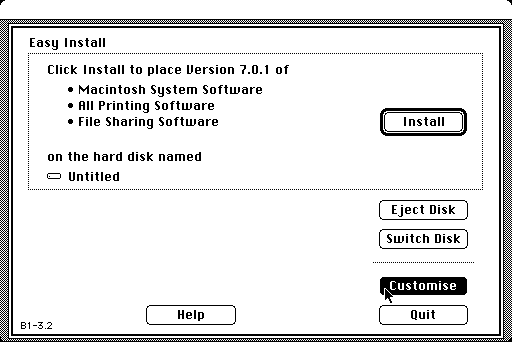 Easy Install
Click Install to place Version 7.0.1 of
• Macintosh System Software
• All Printing Software
• File Sharing Software
Install
on the hard disk named
Untitled
Eject Disk
Switch Disk
Customise
Help
Quit
B1-3.2